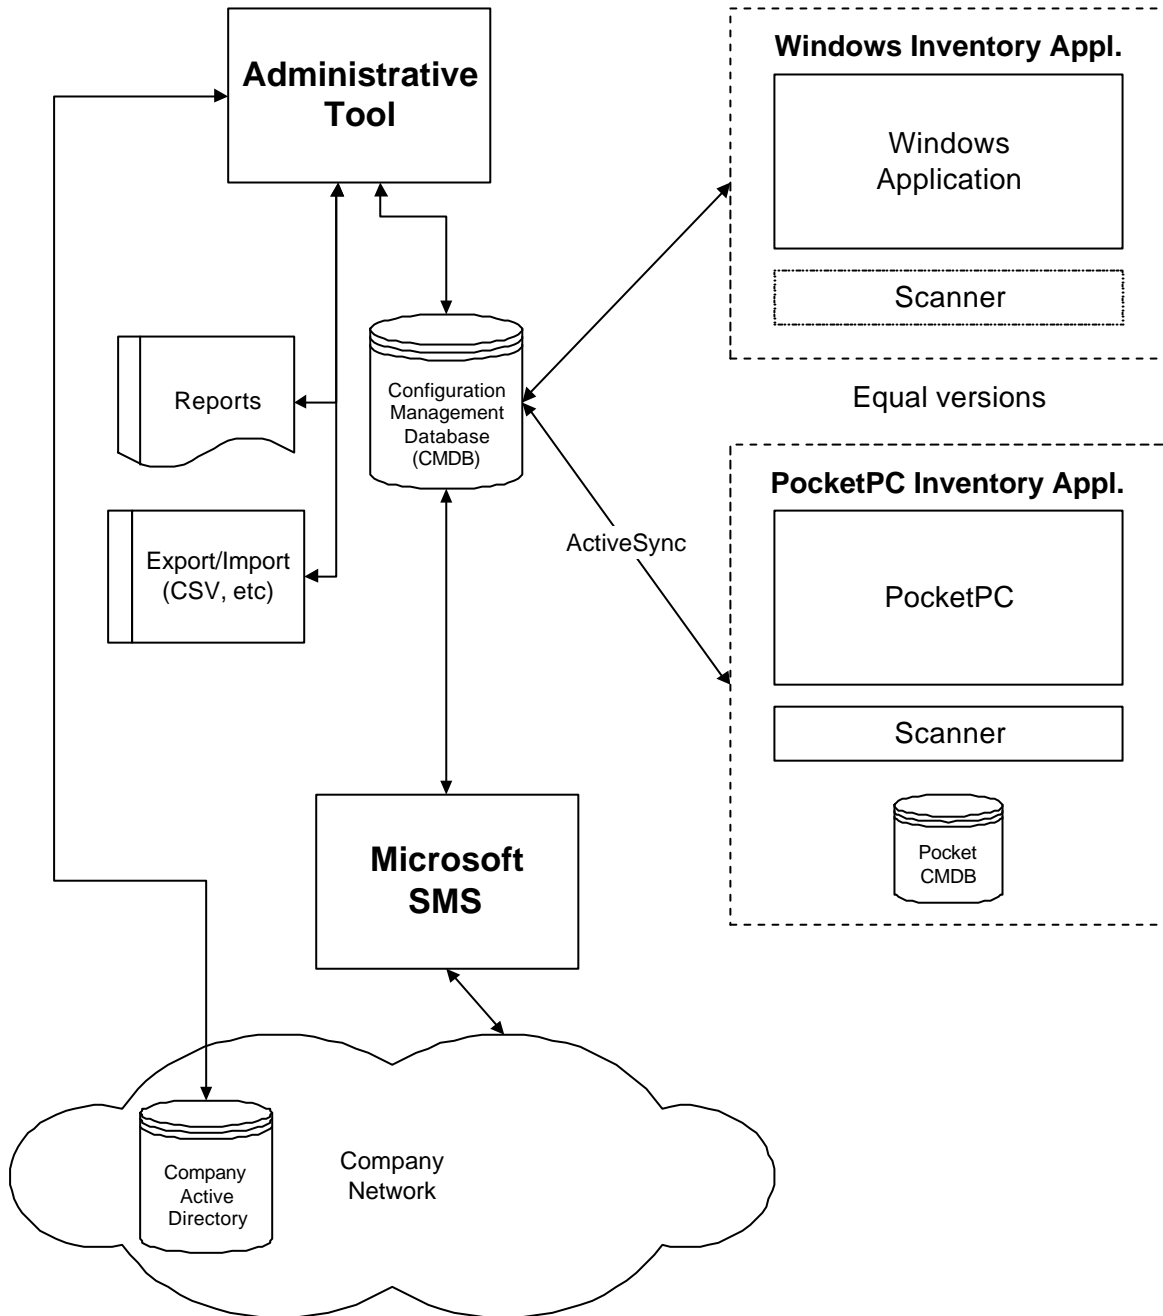 Administrative
Tool
Windows Inventory Appl.
Windows
Application
Scanner
Equal versions
Reports
Configuration
Management
Database
(CMDB)
Export/Import
(CSV, etc)
ActiveSync
PocketPC Inventory Appl.
PocketPC
Scanner
Pocket
CMDB
Microsoft
SMS
Company
Active
Directory
Company
Network